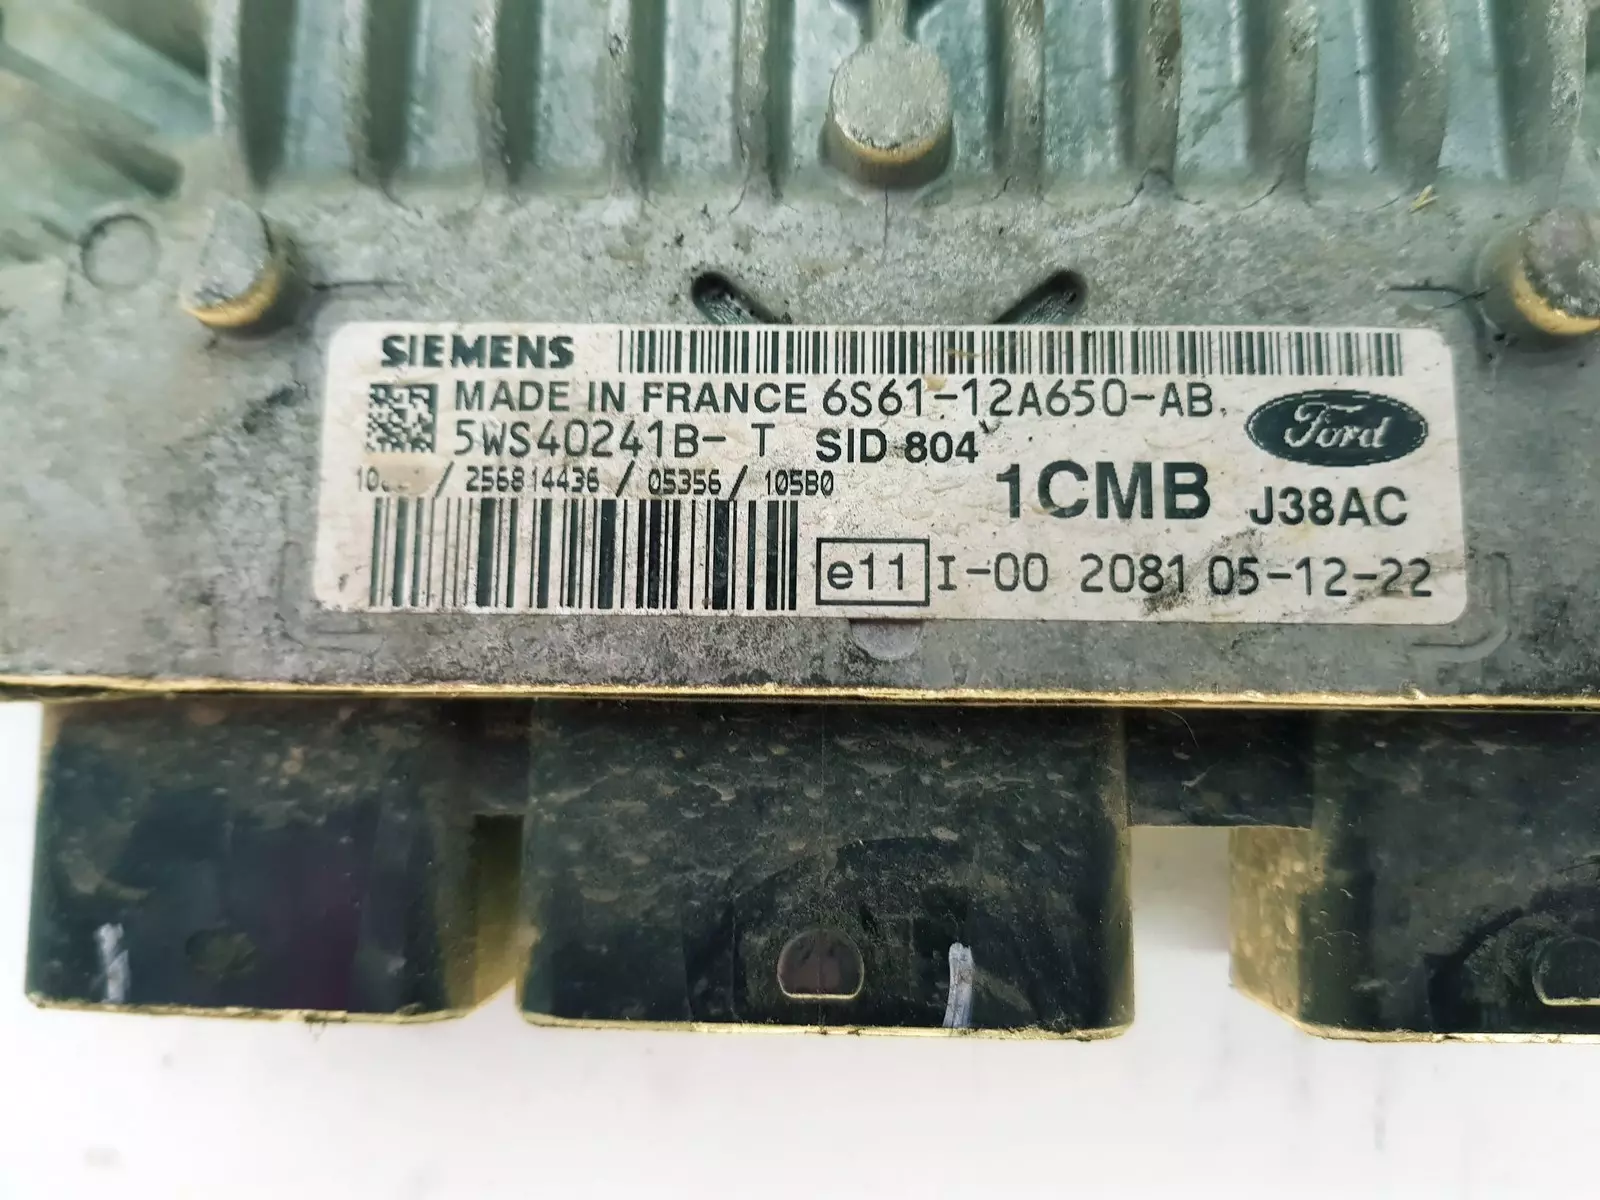 SIEMENS
MADE IN FRANCE 6S61-12A650-AB
Ford
5WS40241B- T SID 804
/ 256814436 / 05356 / 105B0
1CMB J38AC
e11 I-00 2081 05-12-22